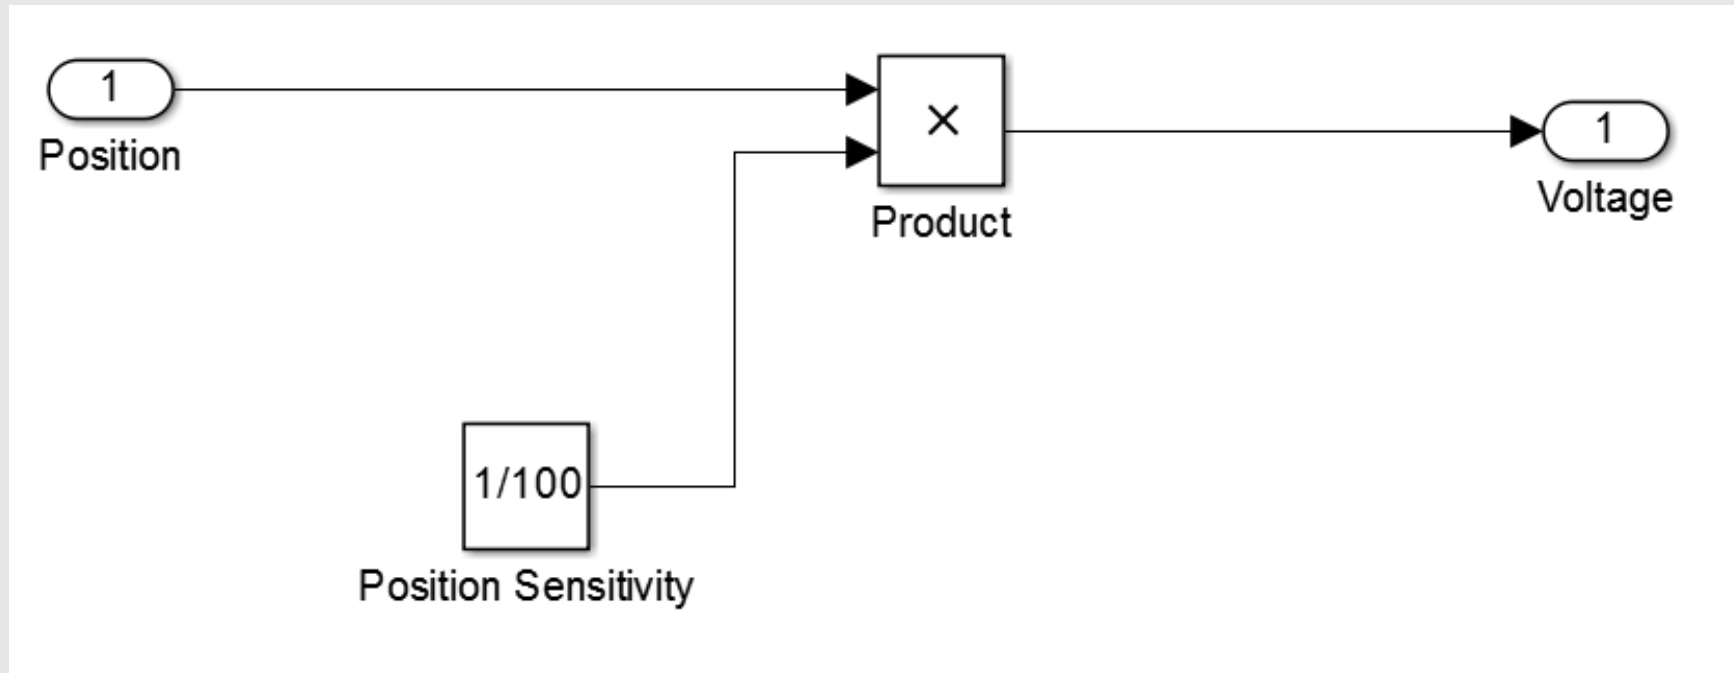 1
Position
×
Product
1
Voltage
1/100
Position Sensitivity